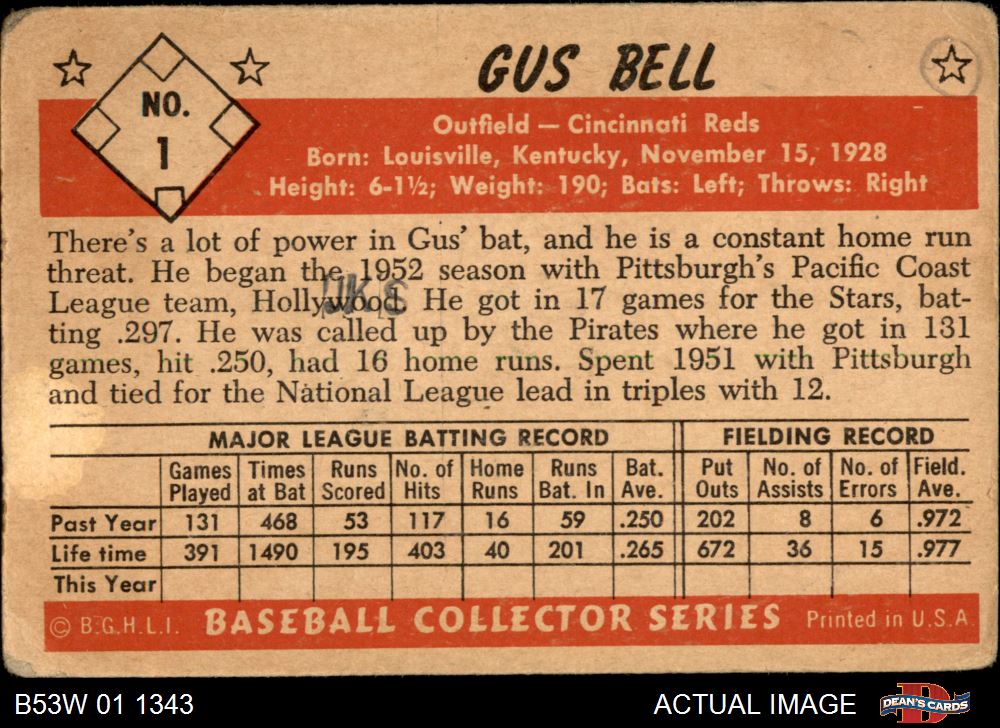 GUS BELL
NO.
1
Outfield — Cincinnati Reds
Born: Louisville, Kentucky, November 15, 1928
Height: 6-1½; Weight: 190; Bats: Left; Throws: Right
There's a lot of power in Gus' bat, and he is a constant home run
threat. He began the 1952 season with Pittsburgh's Pacific Coast
League team, Hollywood. He got in 17 games for the Stars, bat-
ting .297. He was called up by the Pirates where he got in 131
games, hit .250, had 16 home runs. Spent 1951 with Pittsburgh
and tied for the National League lead in triples with 12.
MAJOR LEAGUE BATTING RECORD FIELDING RECORD
Games Times Runs No. of Home Runs Bat. Put No. of No. of Field.
Played at Bat Scored Hits Runs Bat. In Ave. Outs Assists Errors Ave.
Past Year 131 468 53 117 16 59 .250 202 8 6 .972
Life time 391 1490 195 403 40 201 .265 672 36 15 .977
This Year
© B.G.H.L.I. BASEBALL COLLECTOR SERIES Printed in U.S.A.
B53W 01 1343 ACTUAL IMAGE DEAN'S CARDS